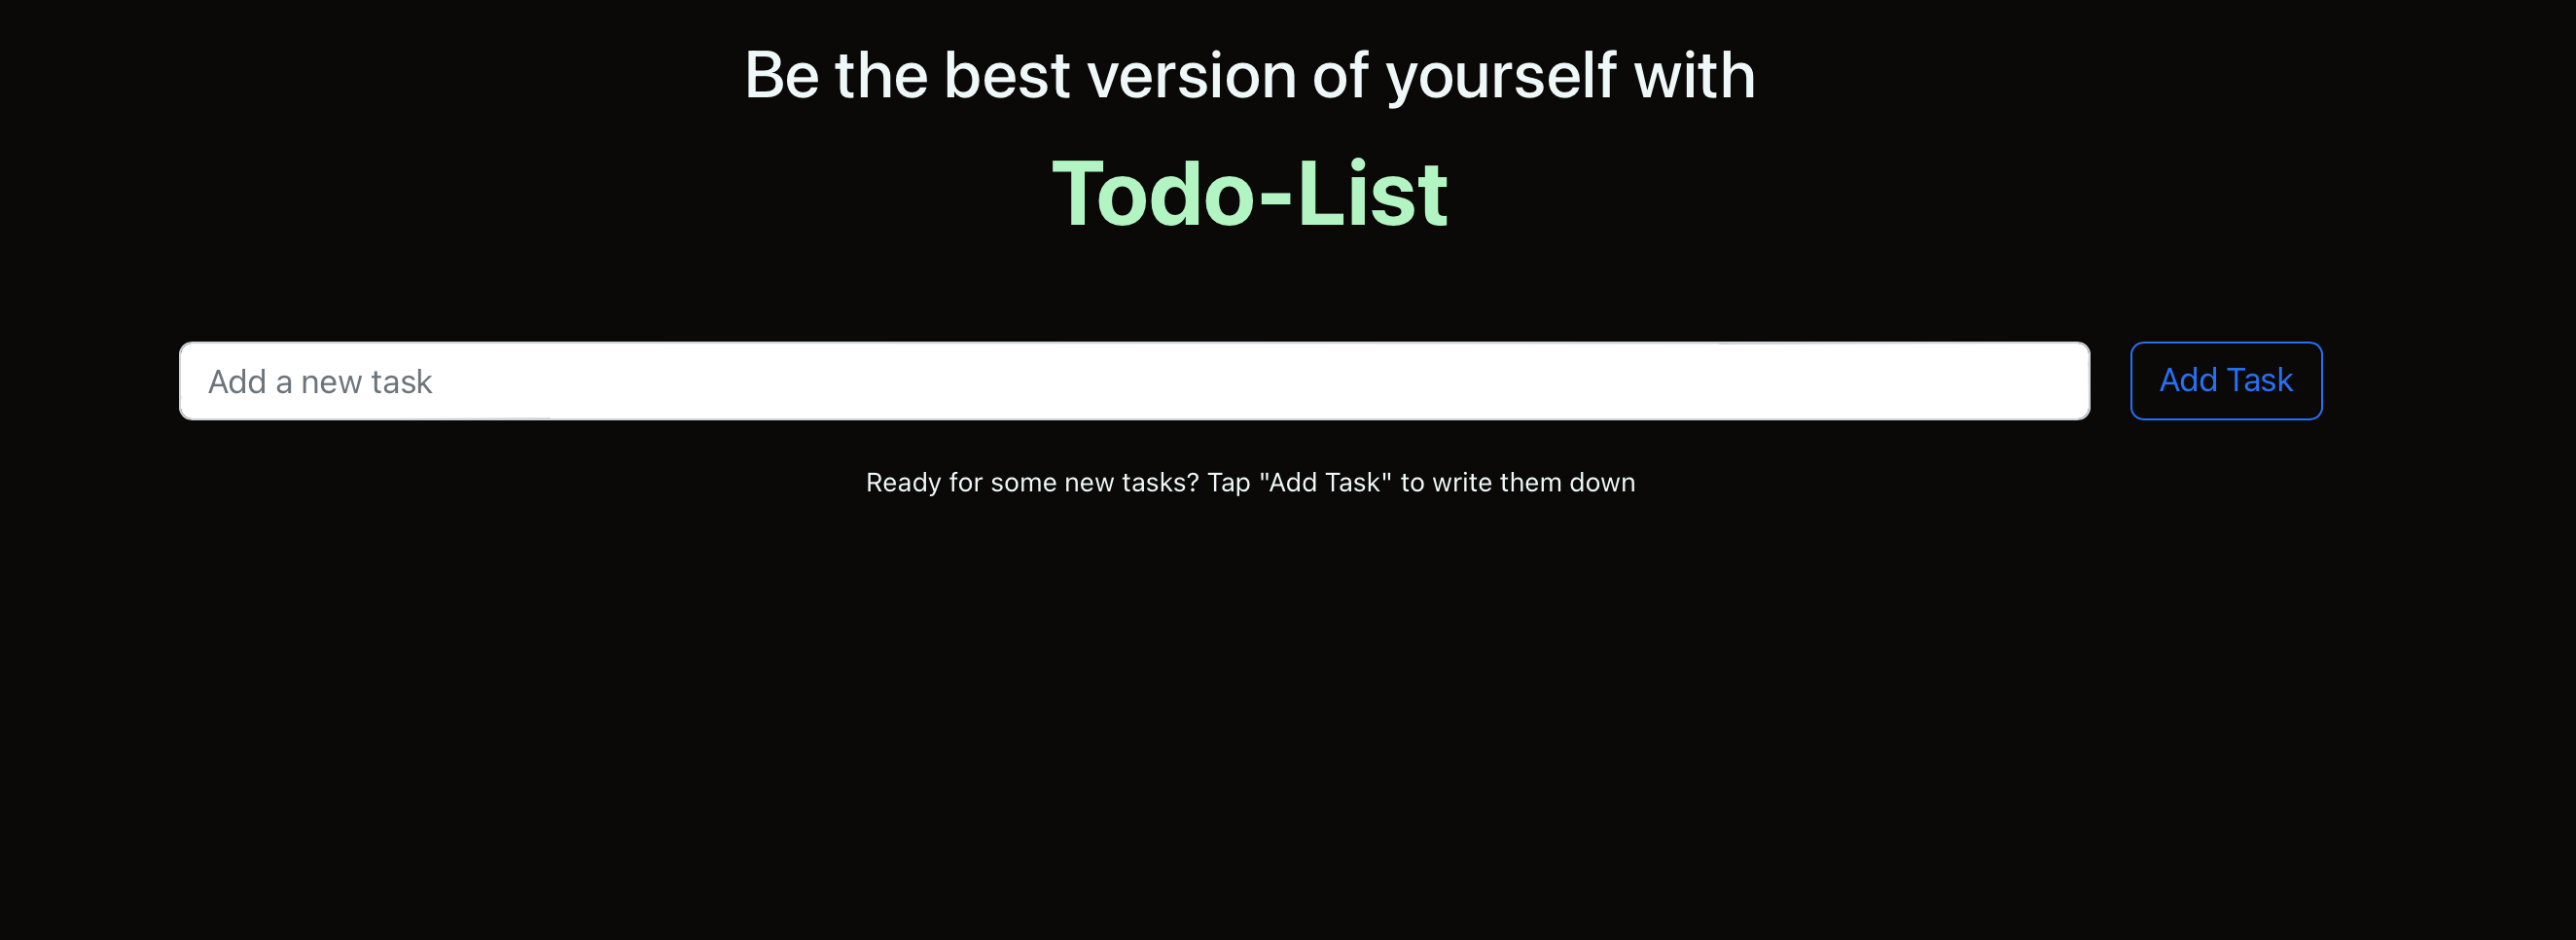 Be the best version of yourself with
Todo-List
Add a new task
Add Task
Ready for some new tasks? Tap "Add Task" to write them down